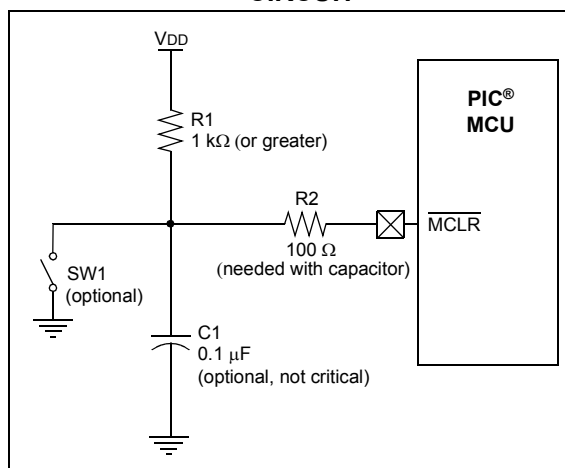 VDD
R1
1 kΩ (or greater)
PIC®
MCU
R2
MCLR
100 Ω
(needed with capacitor)
SW1
(optional)
C1
0.1 µF
(optional, not critical)